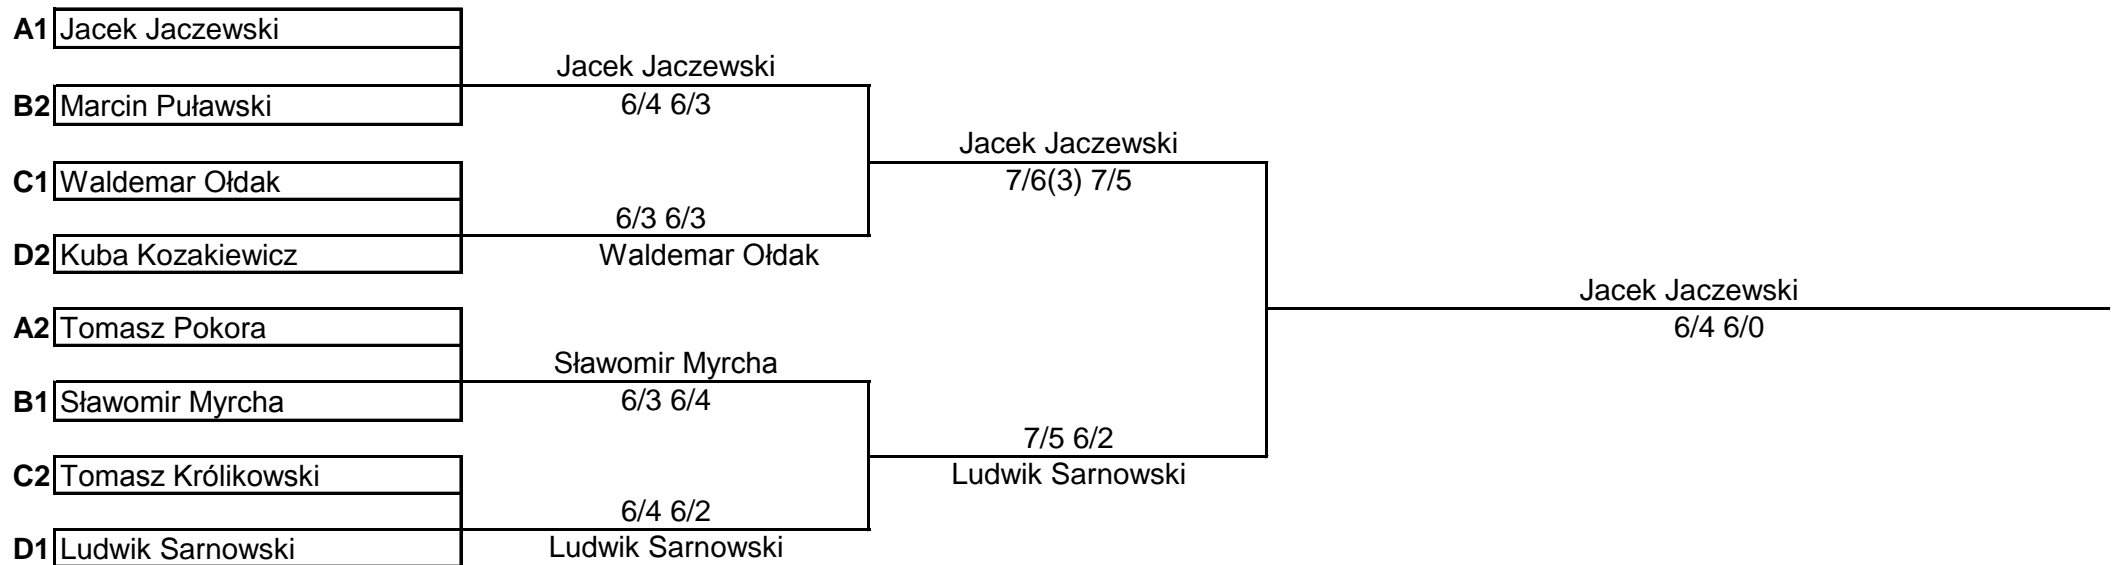 A1 Jacek Jaczewski
Jacek Jaczewski
B2 Marcin Puławski
6/4 6/3
Jacek Jaczewski
7/6(3) 7/5
C1 Waldemar Ołdak
6/3 6/3
D2 Kuba Kozakiewicz
Waldemar Ołdak
Jacek Jaczewski
6/4 6/0
A2 Tomasz Pokora
Sławomir Myrcha
B1 Sławomir Myrcha
6/3 6/4
7/5 6/2
Ludwik Sarnowski
C2 Tomasz Królikowski
6/4 6/2
D1 Ludwik Sarnowski
Ludwik Sarnowski